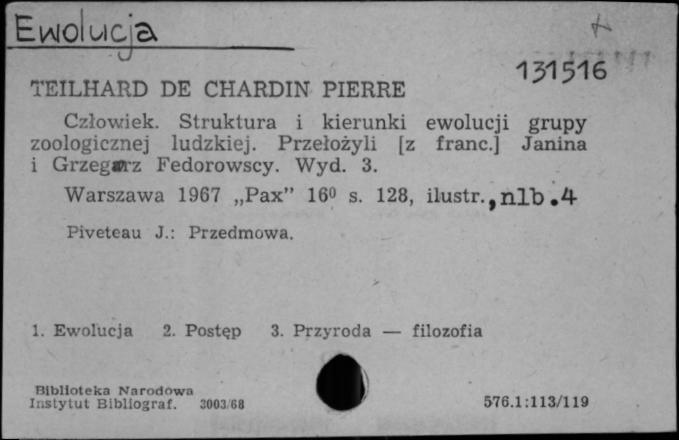 Ewolucja
131516
TEILHARD DE CHARDIN PIERRE
Człowiek. Struktura i kierunki ewolucji grupy
zoologicznej ludzkiej. Przełożyli [z franc.] Janina
i Grzegorz Fedorowscy. Wyd. 3.
Warszawa 1967 „Pax” 16⁰ s. 128, ilustr., nlb.4
Piveteau J.: Przedmowa.
1. Ewolucja 2. Postęp 3. Przyroda — filozofia
Biblioteka Narodowa
Instytut Bibliograf. 3003/68
576.1:113/119